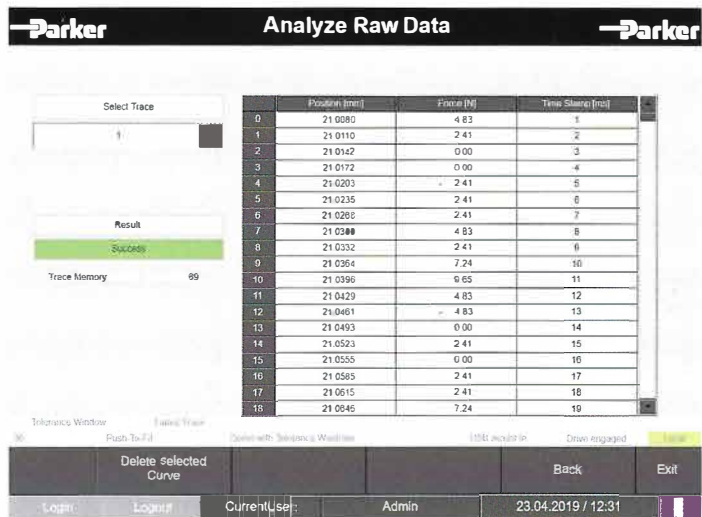 Parker Analyze Raw Data Parker
Select Trace
1
Result
Success
Trace Memory 69
Position [mm] Force [N] Time Stamp [ms]
0 21.0080 4.83 1
1 21.0110 2.41 2
2 21.0142 0.00 3
3 21.0172 0.00 4
4 21.0203 2.41 5
5 21.0235 2.41 6
6 21.0268 2.41 7
7 4.83 8
8 21.0332 2.41 9
9 21.0364 7.24 10
10 21.0396 9.65 11
11 21.0429 4.83 12
12 21.0461 4.83 13
13 21.0493 0.00 14
14 21.0523 2.41 15
15 21.0555 0.00 16
16 21.0585 2.41 17
17 21.0615 2.41 18
18 21.0646 7.24 19
Tolerance Window Failed Trace
Push-To-Fit USB Drive engaged
Delete selected
Curve
Back
Exit
Login Logout CurrentUser: Admin 23.04.2019 / 12:31